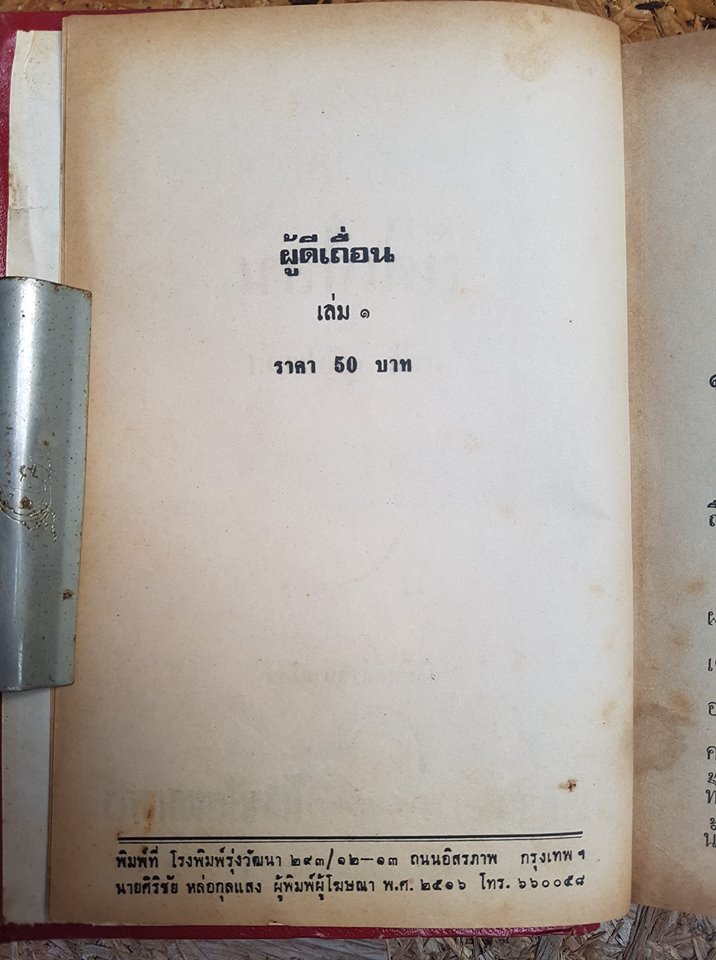 ผู้ดีเถื่อน
เล่ม ๑
ราคา 50 บาท
พิมพ์ที่ โรงพิมพ์รุ่งวัฒนา ๒๙๓/๑๒–๑๓ ถนนอิสรภาพ กรุงเทพ ฯ
นายศิริชัย หล่อกุลแสง ผู้พิมพ์ผู้โฆษณา พ.ศ. ๒๕๑๖ โทร. ๖๖๐๐๕๘